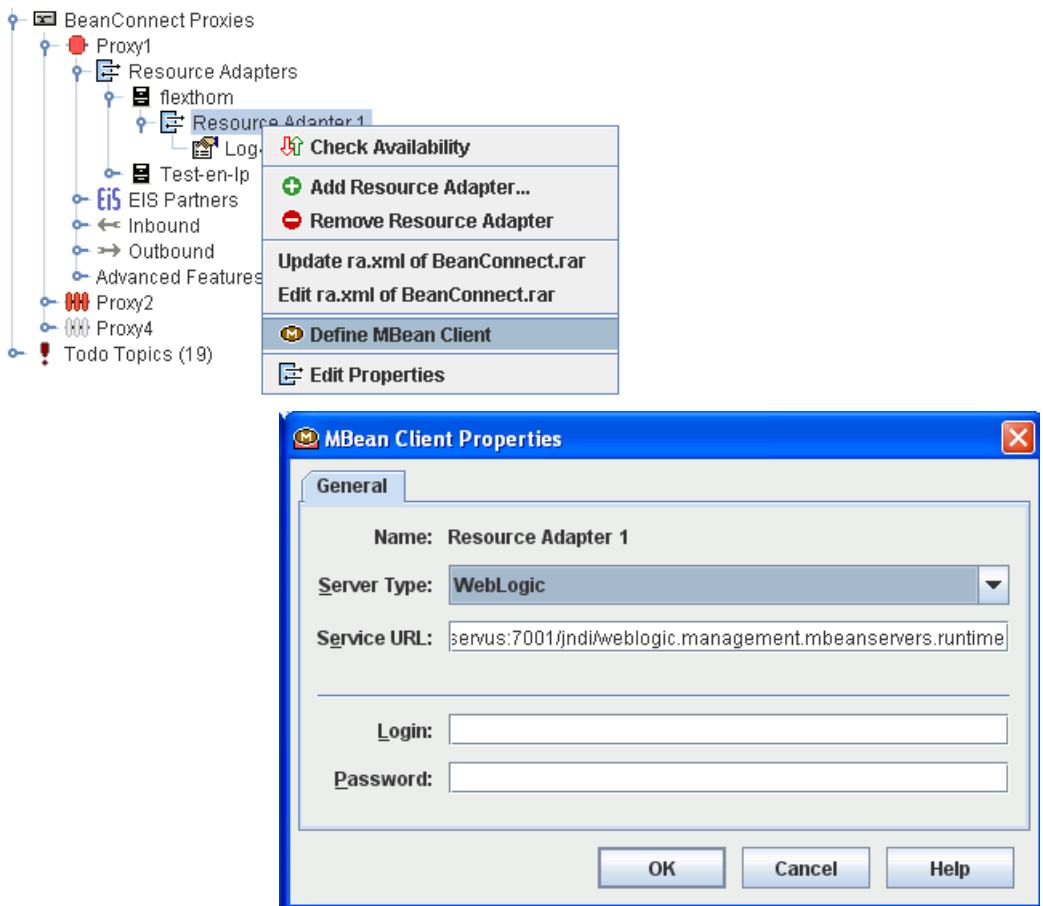 BeanConnect Proxies
Proxy1
Resource Adapters
flexthom
Resource Adapter 1
Log
Test-en-lp
EIS Partners
Inbound
Outbound
Advanced Features
Proxy2
Proxy4
Todo Topics (19)
Check Availability
Add Resource Adapter...
Remove Resource Adapter
Update ra.xml of BeanConnect.rar
Edit ra.xml of BeanConnect.rar
Define MBean Client
Edit Properties
MBean Client Properties
General
Name: Resource Adapter 1
Server Type: WebLogic
Service URL: servus:7001/jndi/weblogic.management.mbeanservers.runtime
Login:
Password:
OK Cancel Help